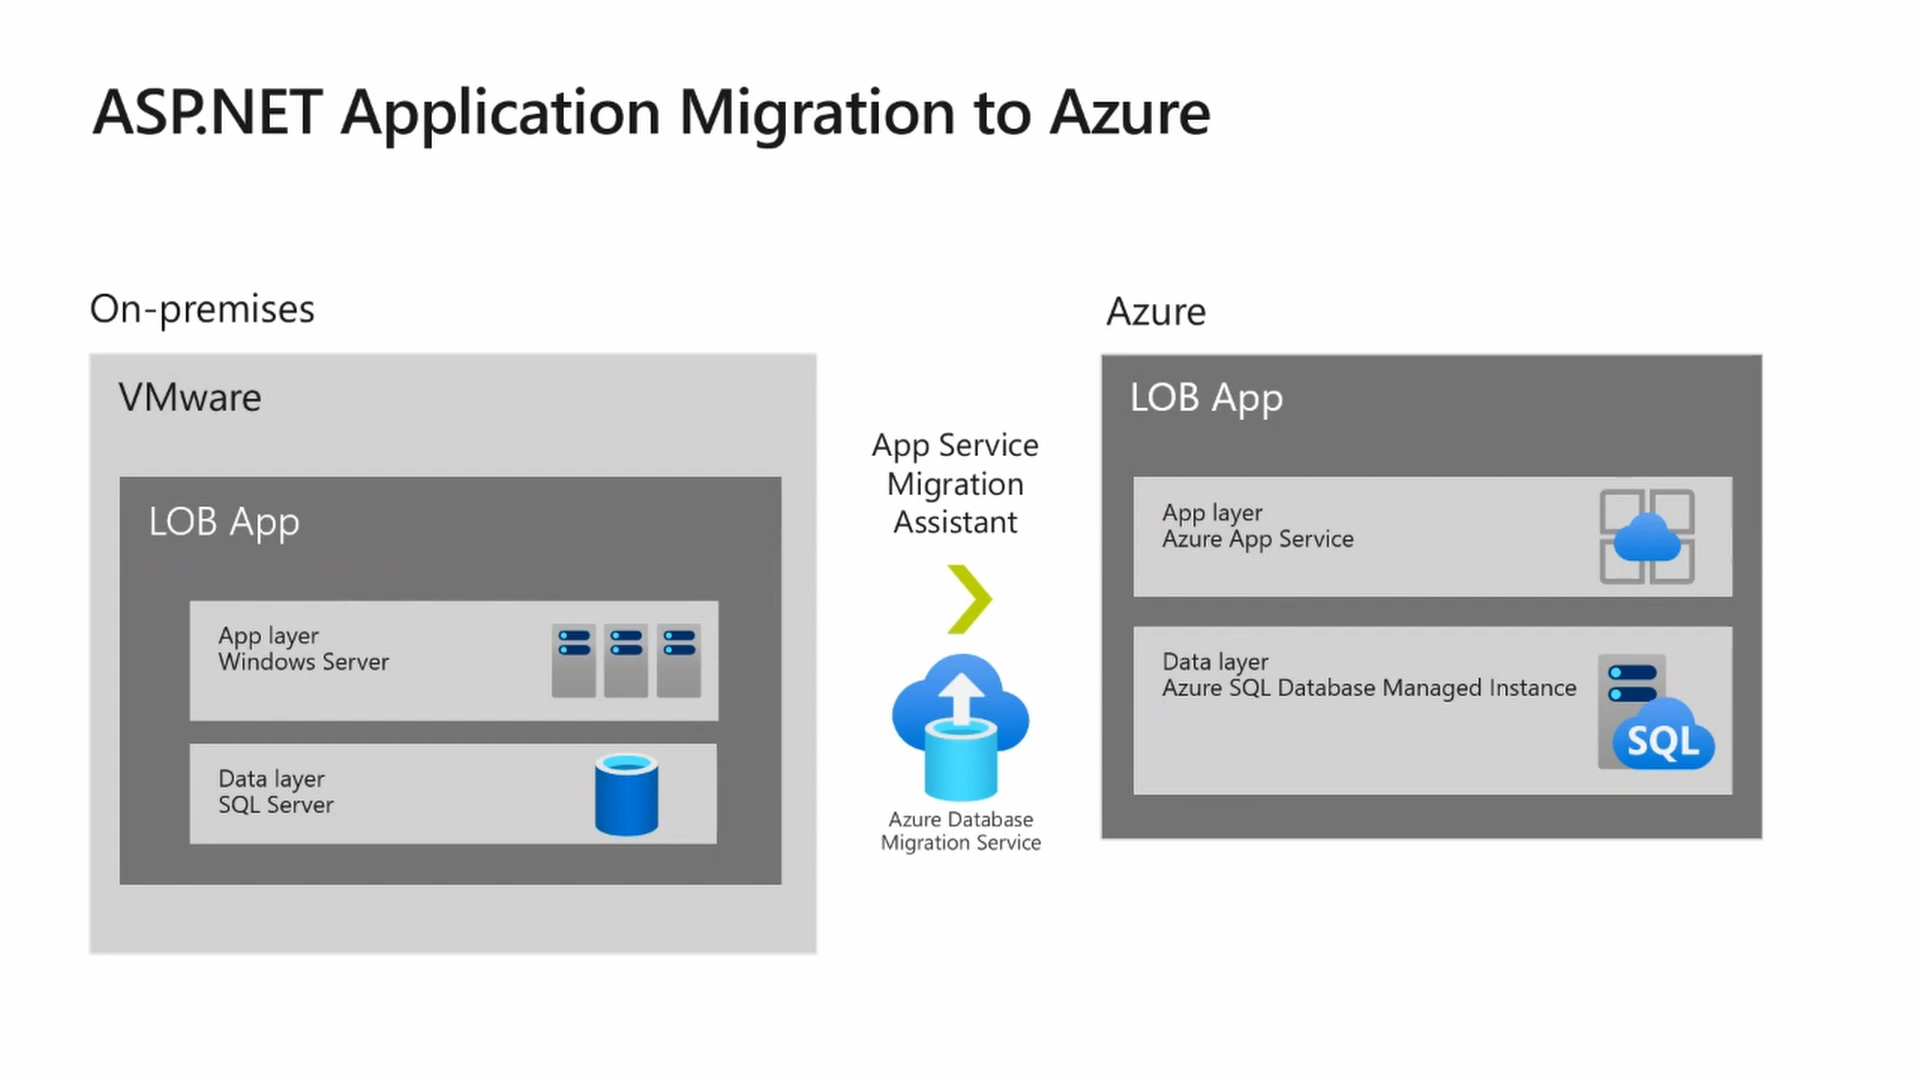 ASP.NET Application Migration to Azure
On-premises
VMware
LOB App
App layer
Windows Server
Data layer
SQL Server
App Service
Migration
Assistant
Azure Database
Migration Service
Azure
LOB App
App layer
Azure App Service
Data layer
Azure SQL Database Managed Instance
SQL